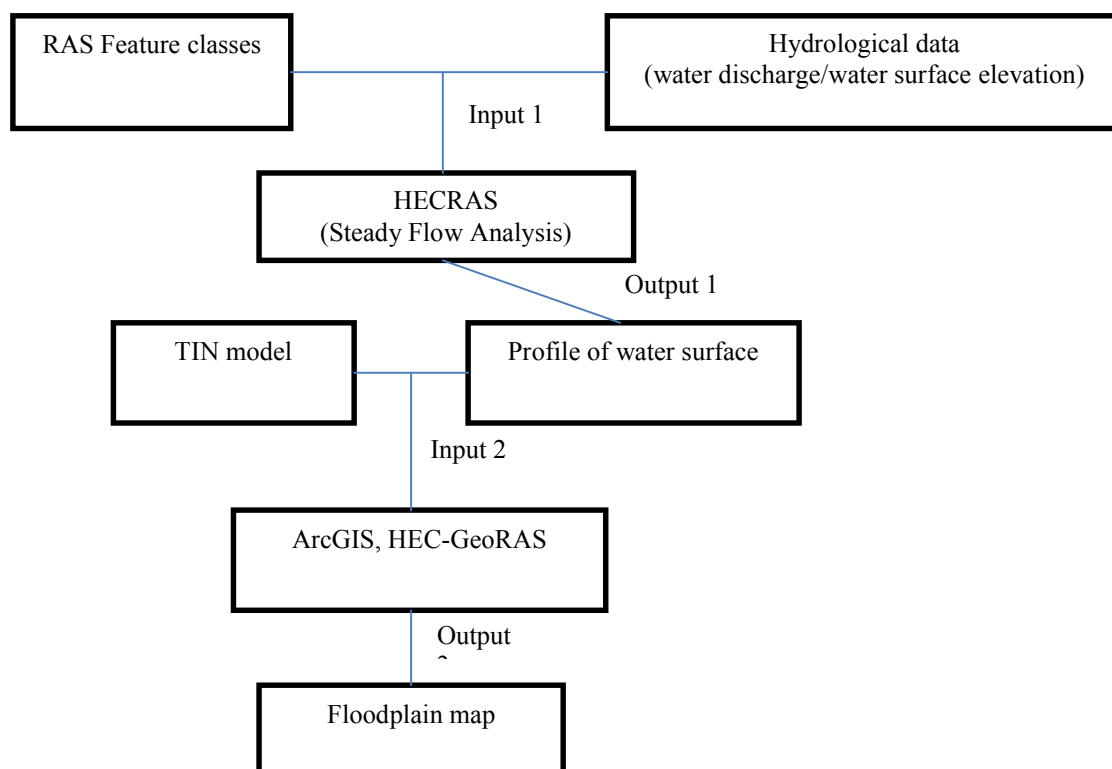 RAS Feature classes
Hydrological data
(water discharge/water surface elevation)
Input 1
HECRAS
(Steady Flow Analysis)
Output 1
TIN model
Profile of water surface
Input 2
ArcGIS, HEC-GeoRAS
Output
Floodplain map